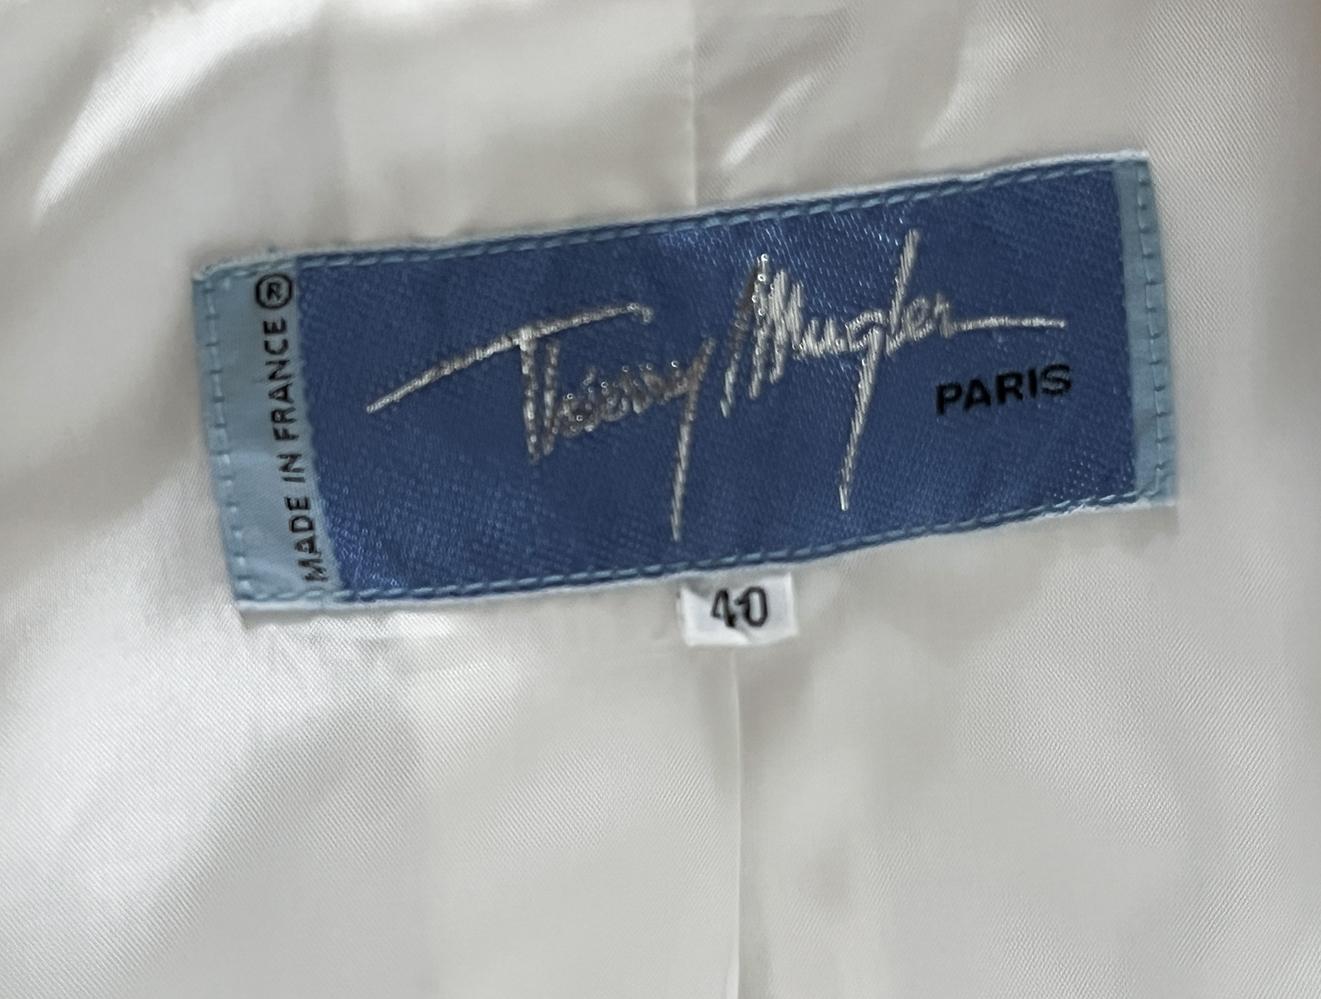 MADE IN FRANCE ®
Thierry Mugler
PARIS
40